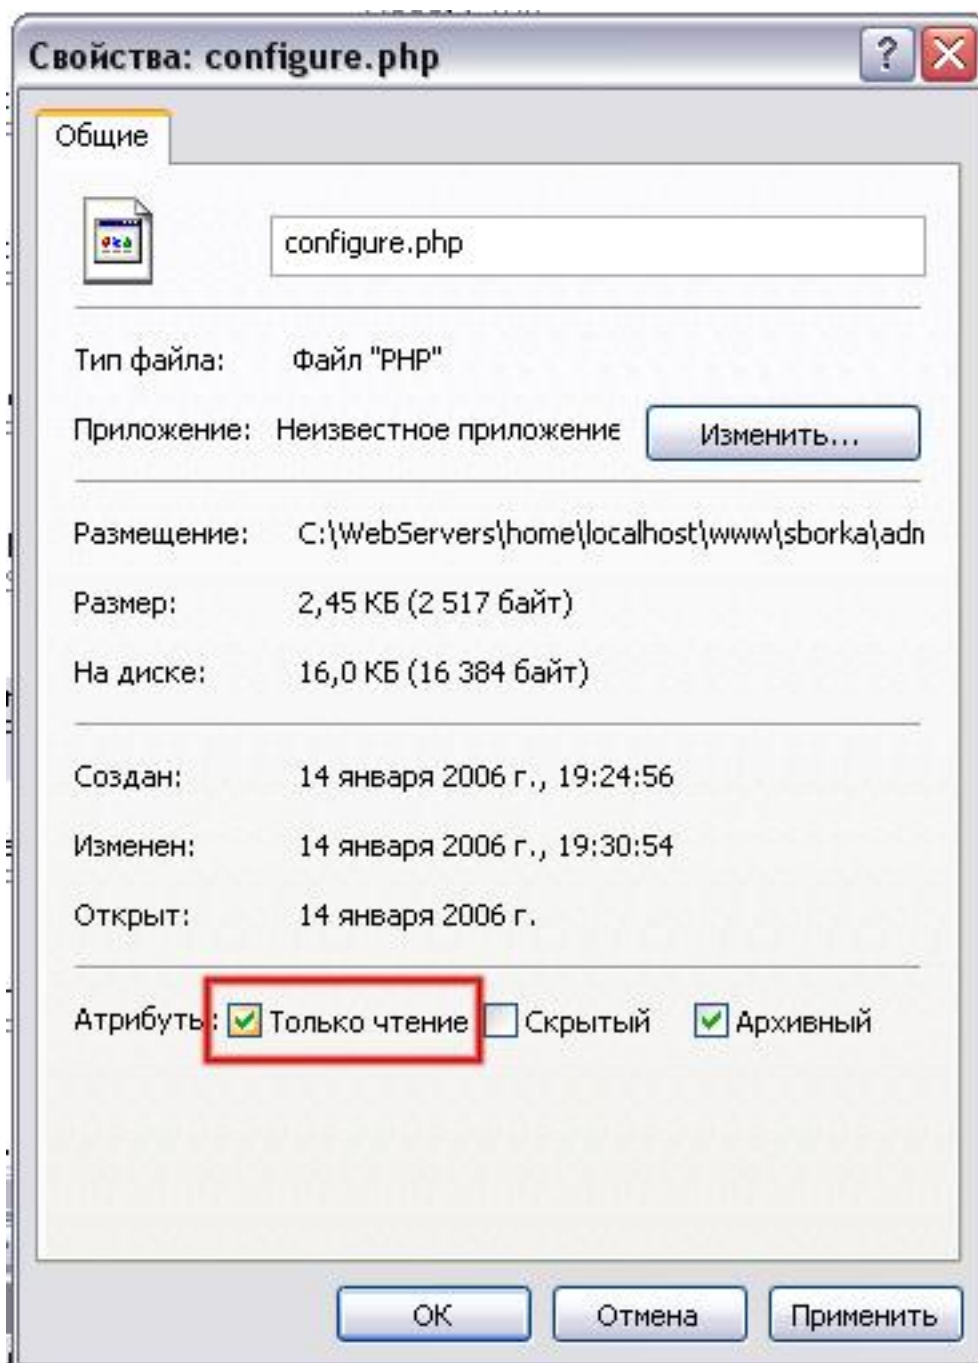 Свойства: configure.php
Общие
configure.php
Тип файла: Файл "PHP"
Приложение: Неизвестное приложение Изменить...
Размещение: C:\WebServers\home\localhost\www\sborka\adn
Размер: 2,45 КБ (2 517 байт)
На диске: 16,0 КБ (16 384 байт)
Создан: 14 января 2006 г., 19:24:56
Изменен: 14 января 2006 г., 19:30:54
Открыт: 14 января 2006 г.
Атрибуты: Только чтение Скрытый Архивный
ОК Отмена Применить